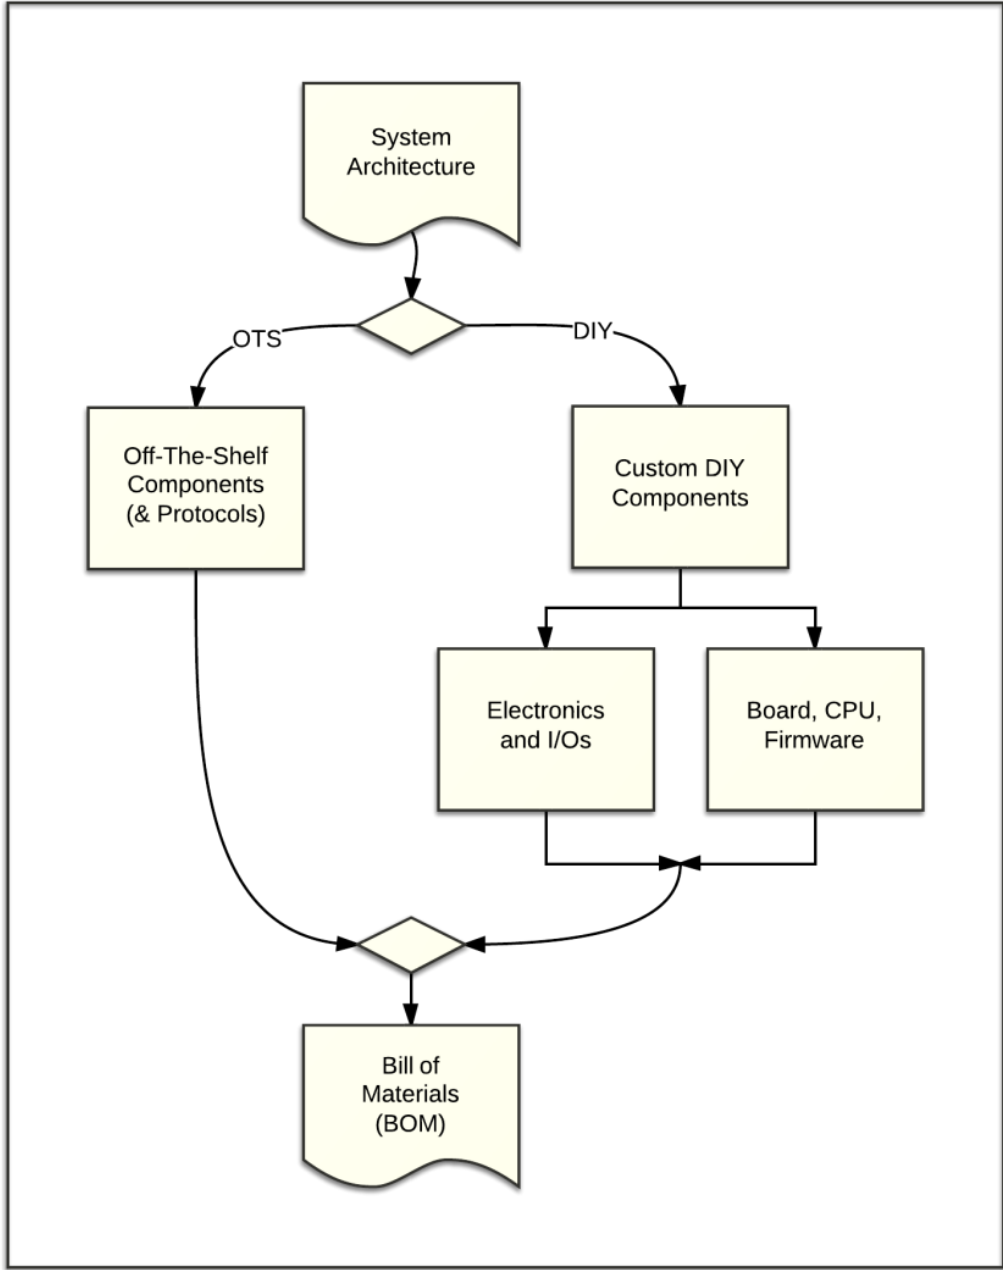 System
Architecture
OTS
DIY
Off-The-Shelf
Components
(& Protocols)
Custom DIY
Components
Electronics
and I/Os
Board, CPU,
Firmware
Bill of
Materials
(BOM)